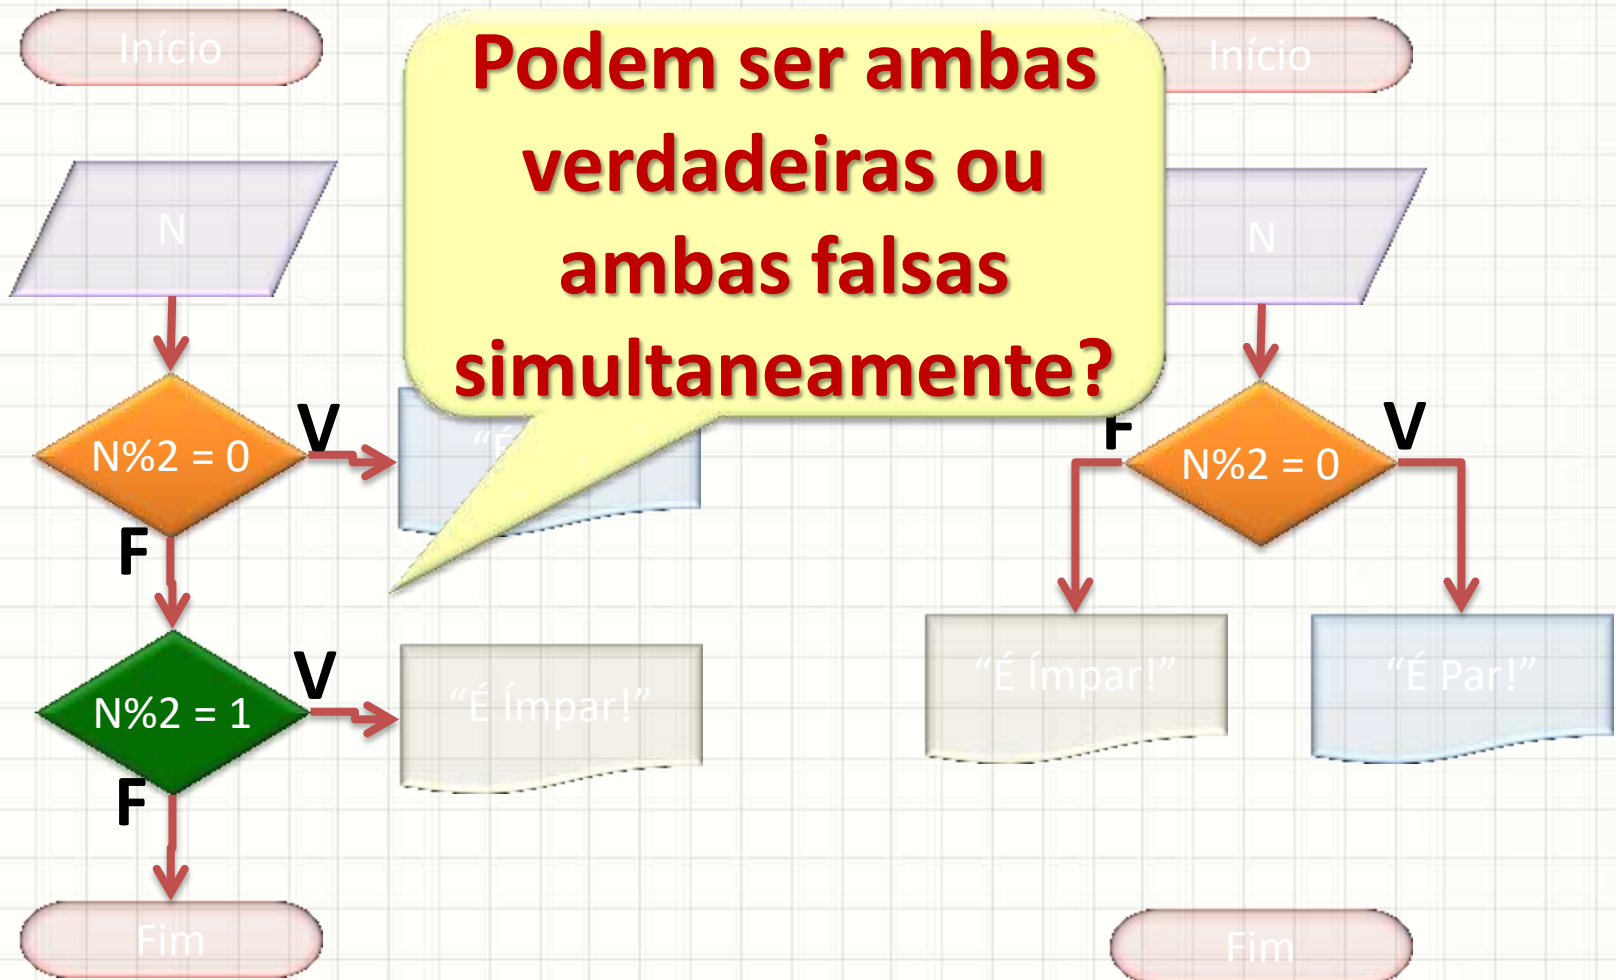 Início
Podem ser ambas
verdadeiras ou
ambas falsas
simultaneamente?
Início
N
N
N%2 = 0
V
F
F
N%2 = 0
V
N%2 = 1
V
"É Ímpar!"
F
"É Ímpar!"
"É Par!"
Fim
Fim